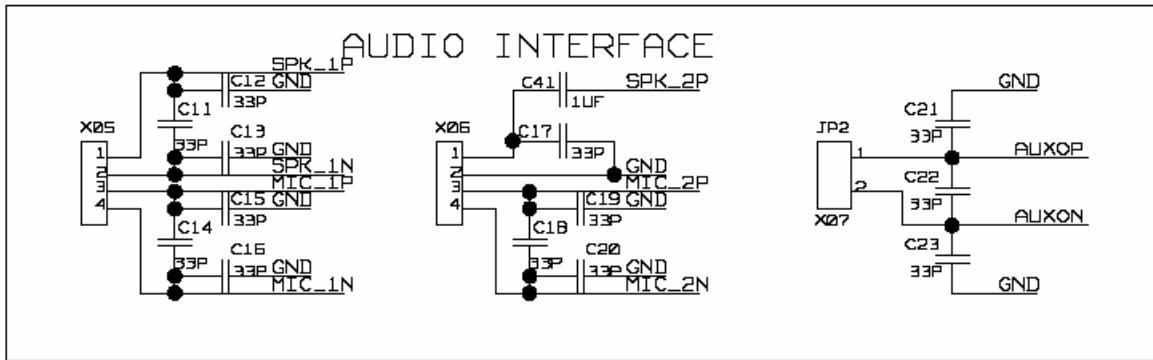 AUDIO INTERFACE
SPK_1P
C12
GND
33P
C11
X05
33P
C13
GND
33P
SPK_1N
MIC_1P
1
2
3
4
C15
GND
33P
C14
33P
C16
GND
33P
MIC_1N
C41
SPK_2P
1UF
X06
C17
33P
GND
MIC_2P
1
2
3
4
C19
GND
33P
C18
33P
C20
GND
33P
MIC_2N
GND
C21
33P
JP2
1
AUXOP
2
C22
33P
X07
AUXON
C23
33P
GND